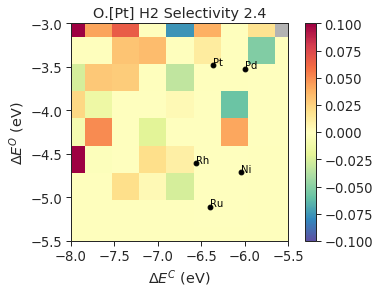 O.[Pt] H2 Selectivity 2.4
−3.0
−3.5
−4.0
−4.5
−5.0
−5.5
ΔE^O (eV)
Pt
Pd
Rh
Ni
Ru
−8.0 −7.5 −7.0 −6.5 −6.0 −5.5
ΔE^C (eV)
0.100
0.075
0.050
0.025
0.000
−0.025
−0.050
−0.075
−0.100